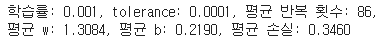 학습률: 0.001, tolerance: 0.0001, 평균 반복 횟수: 86,
평균 w: 1.3084, 평균 b: 0.2190, 평균 손실: 0.3460